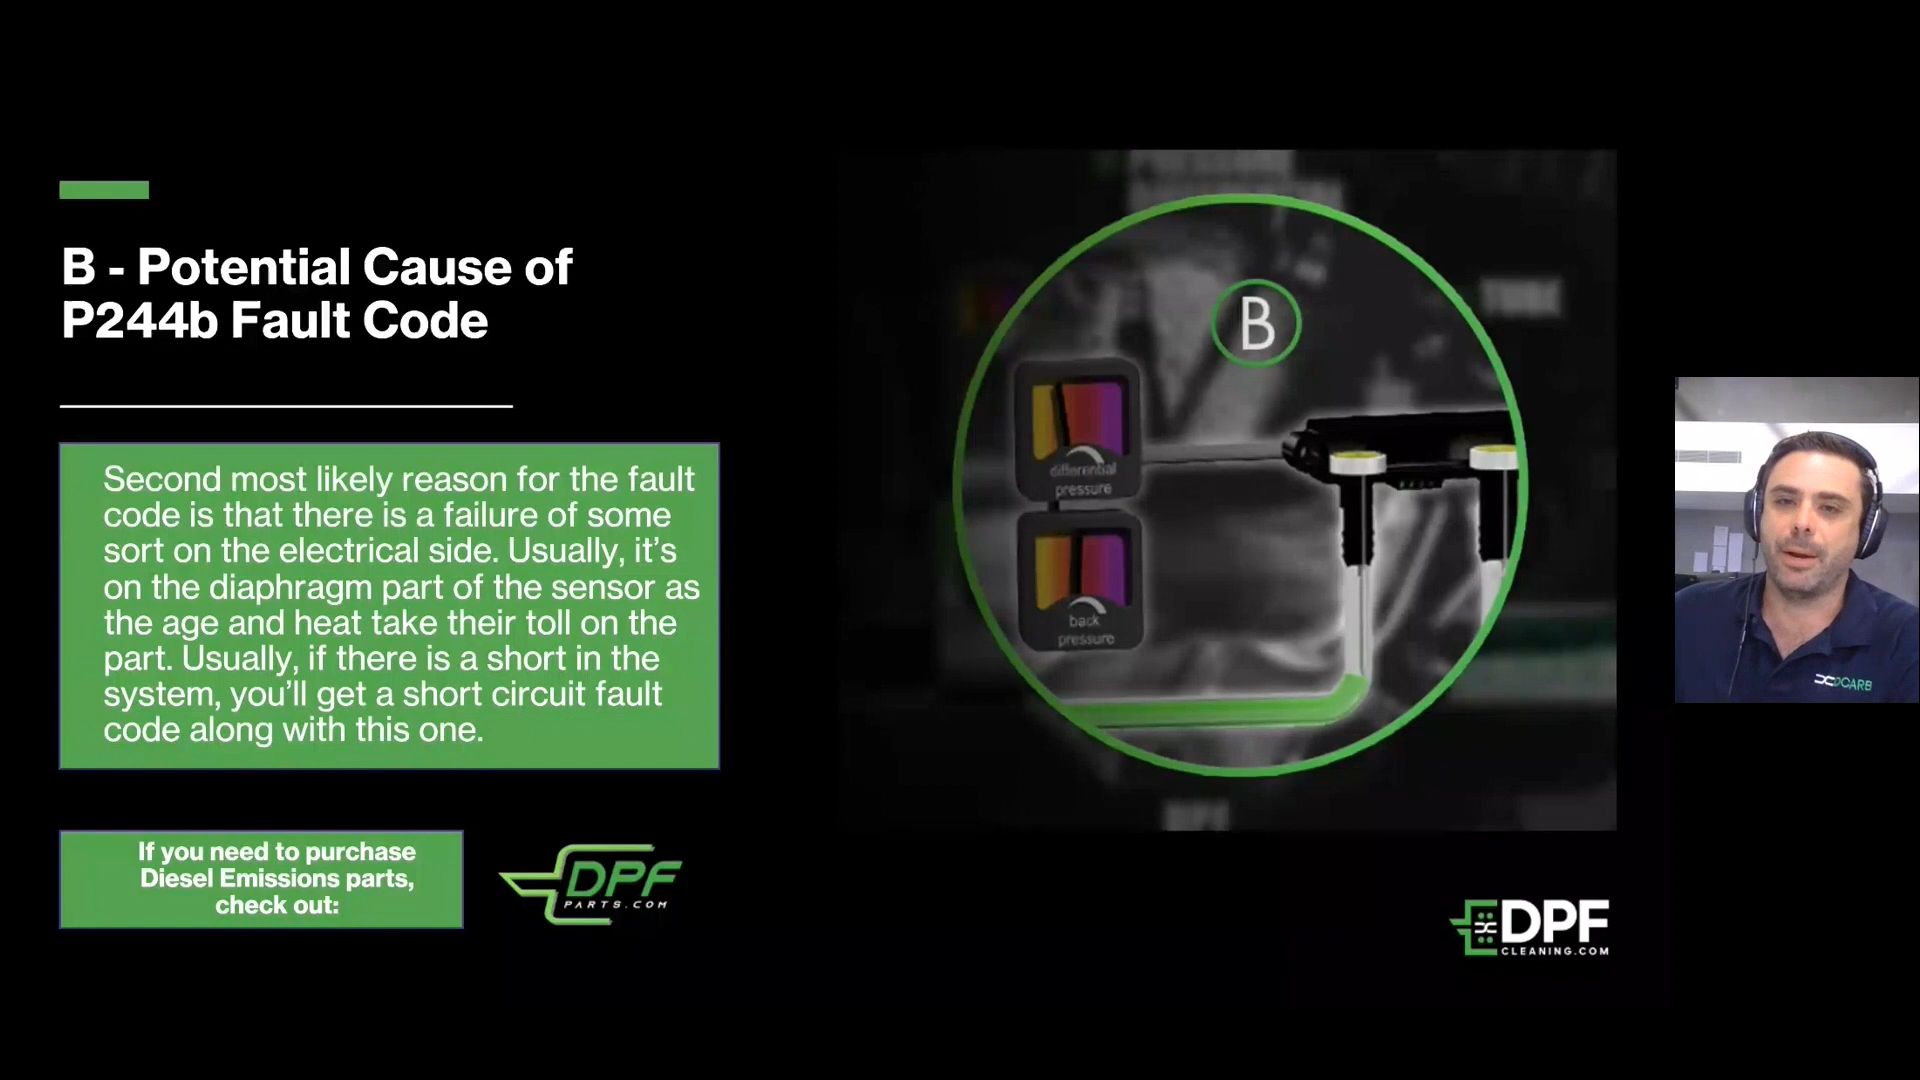 B - Potential Cause of
P244b Fault Code
Second most likely reason for the fault
code is that there is a failure of some
sort on the electrical side. Usually, it's
on the diaphragm part of the sensor as
the age and heat take their toll on the
part. Usually, if there is a short in the
system, you'll get a short circuit fault
code along with this one.
If you need to purchase
Diesel Emissions parts,
check out:
DPF
PARTS.COM
B
TUBE
differential
pressure
back
pressure
DPF
DPF
CLEANING.COM
DCARB